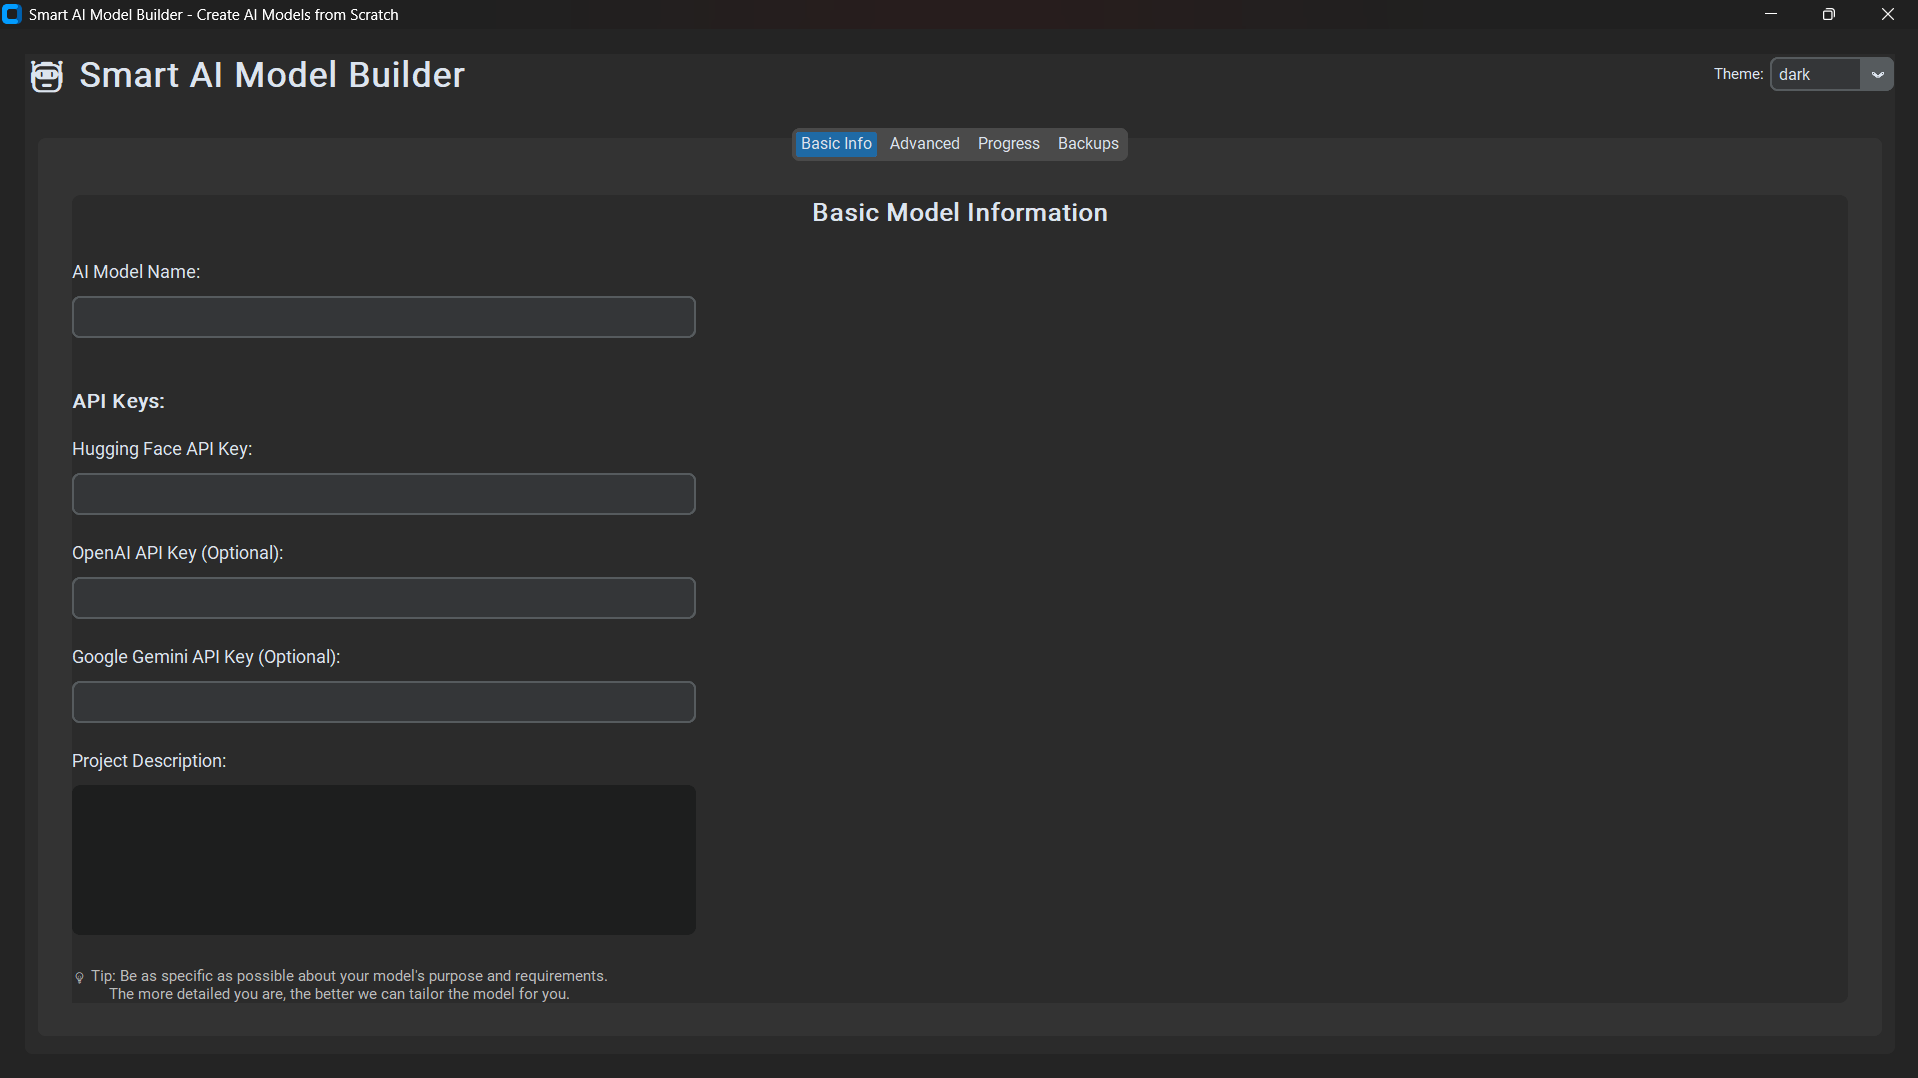 Smart AI Model Builder - Create AI Models from Scratch
Smart AI Model Builder
Theme: dark
Basic Info Advanced Progress Backups
Basic Model Information
AI Model Name:
API Keys:
Hugging Face API Key:
OpenAI API Key (Optional):
Google Gemini API Key (Optional):
Project Description:
Tip: Be as specific as possible about your model's purpose and requirements.
The more detailed you are, the better we can tailor the model for you.